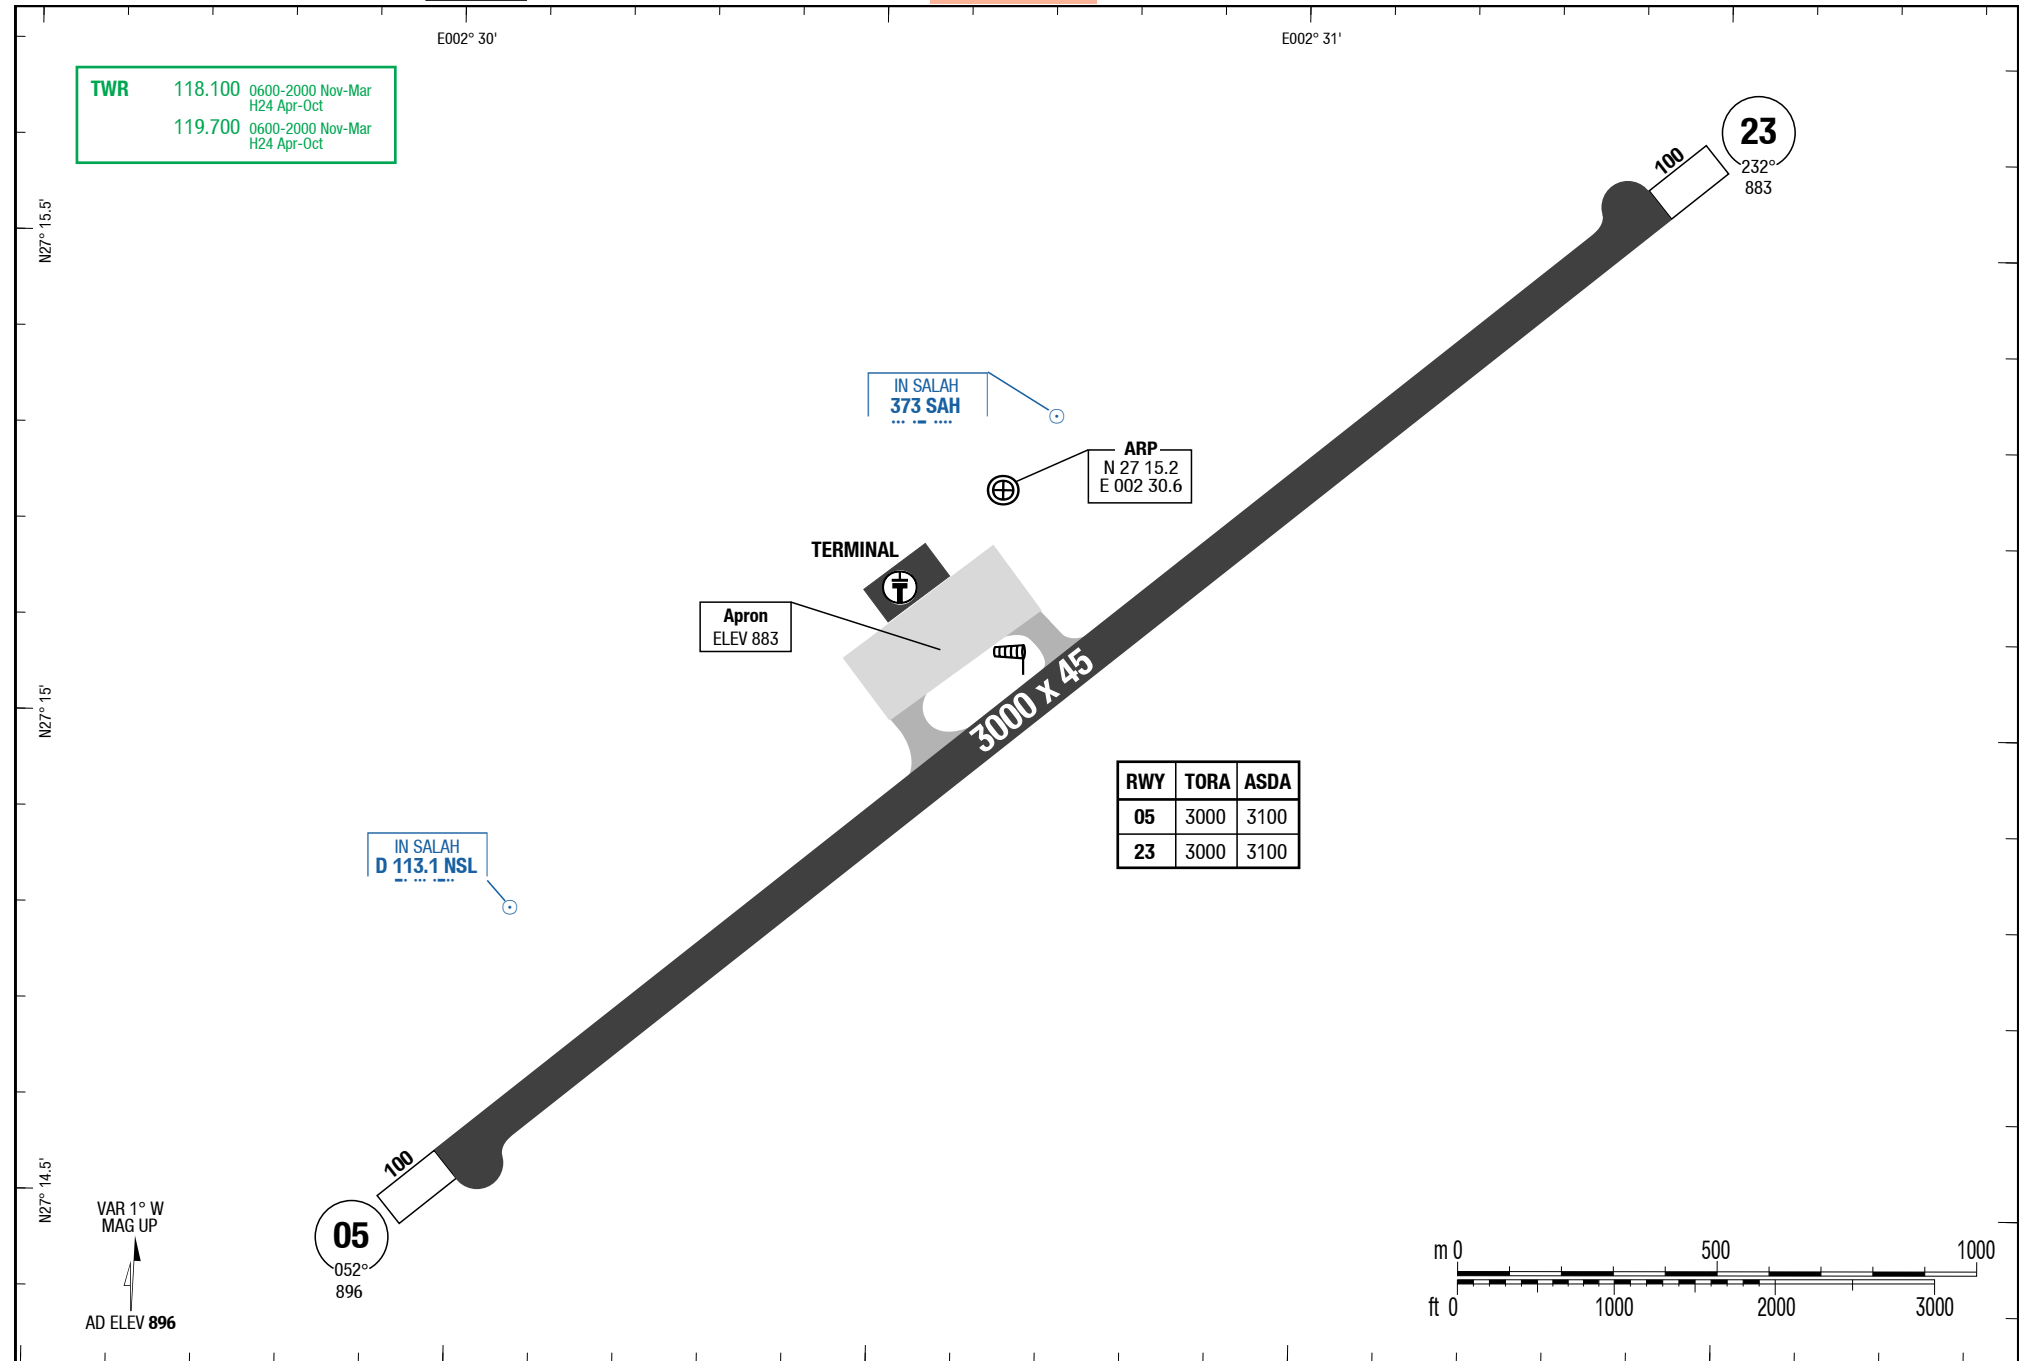 E002° 30'
E002° 31'
TWR 118.100 0600-2000 Nov-Mar
H24 Apr-Oct
119.700 0600-2000 Nov-Mar
H24 Apr-Oct
23
232°
883
100
N27° 15.5'
IN SALAH
373 SAH
ARP
N 27 15.2
E 002 30.6
TERMINAL
Apron
ELEV 883
3000 x 45
N27° 15'
RWY TORA ASDA
05 3000 3100
23 3000 3100
IN SALAH
D 113.1 NSL
100
N27° 14.5'
05
052°
896
VAR 1° W
MAG UP
AD ELEV 896
m 0 500 1000
ft 0 1000 2000 3000